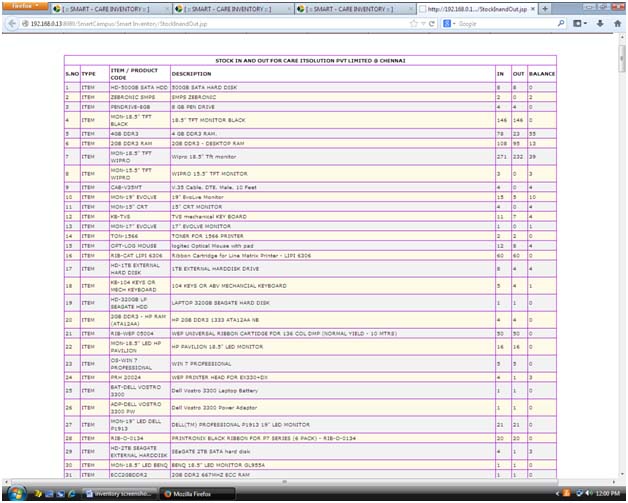 Firefox
[ :: SMART - CARE INVENTORY :: ]
[ :: SMART - CARE INVENTORY :: ]
[ :: SMART - CARE INVENTORY :: ]
http://192.168.0.1.../StockInandOut.jsp
192.168.0.13:8080/SmartCampus/Smart Inventory/StockInandOut.jsp
Google
STOCK IN AND OUT FOR CARE ITSOLUTION PVT LIMITED @ CHENNAI
S.NO TYPE ITEM / PRODUCT CODE DESCRIPTION IN OUT BALANCE
1 ITEM HD-500GB SATA HDD 500GB SATA HARD DISK 8 8 0
2 ITEM ZEBRONIC SMPS SMPS ZEBRONIC 2 0 2
3 ITEM PENDRIVE-8GB 8 GB PEN DRIVE 4 4 0
4 ITEM MON-18.5" TFT BLACK 18.5" TFT MONITOR BLACK 146 146 0
5 ITEM 4GB DDR3 4 GB DDR3 RAM. 78 23 55
6 ITEM 2GB DDR3 RAM 2GB DDR3 - DESKTOP RAM 108 95 13
7 ITEM MON-18.5" TFT WIPRO Wipro 18.5" Tft monitor 271 232 39
8 ITEM MON-15.5" TFT WIPRO WIPRO 15.5" TFT MONITOR 3 0 3
9 ITEM CAB-V35MT V.35 Cable, DTE, Male, 10 Feet 4 0 4
10 ITEM MON-19" EVOLVE 19" EvoLve Monitor 15 5 10
11 ITEM MON-15" CRT 15" CRT MONITOR 4 0 4
12 ITEM KB-TVS TVS mechanical KEY BOARD 11 7 4
13 ITEM MON-17" EVOLVE 17" EVOLVE MONITOR 1 0 1
14 ITEM TON-1566 TONER FOR 1566 PRINTER 2 2 0
15 ITEM OPT-LOG MOUSE logitec Optical Mouse with pad 12 8 4
16 ITEM RIB-CAT LIPI 6306 Ribbon Cartridge for Line Matrix Printer - LIPI 6306 60 60 0
17 ITEM HD-1TB EXTERNAL HARD DISK 1TB EXTERNAL HARDDISK DRIVE 8 4 4
18 ITEM KB-104 KEYS OR MECH KEYBOARD 104 KEYS OR ABV MECHANCIAL KEYBOARD 5 4 1
19 ITEM HD-320GB LP SEAGATE HDD LAPTOP 320GB SEAGATE HARD DISK 1 1 0
20 ITEM 2GB DDR3 - HP RAM (ATA12AA) HP 2GB DDR3 1333 ATA12AA NB 4 4 0
21 ITEM RIB-WEP 05004 WEP UNIVERSAL RIBBON CARTIDGE FOR 136 COL DMP (NORMAL YIELD - 10 MTRS) 50 50 0
22 ITEM MON-18.5" LED HP PAVILION HP PAVILION 18.5" LED MONITOR 16 16 0
23 ITEM OS-WIN 7 PROFESSIONAL WIN 7 PROFESSIONAL 5 5 0
24 ITEM PRH 20024 WEP PRINTER HEAD FOR EX330+DX 4 1 3
25 ITEM BAT-DELL VOSTRO 3300 Dell Vostro 3300 Laptop Battery 1 1 0
26 ITEM ADP-DELL VOSTRO 3300 PW Dell Vostro 3300 Power Adaptor 1 1 0
27 ITEM MON-19" LED DELL P1913 DELL(TM) PROFESSIONAL P1913 19" LED MONITOR 21 21 0
28 ITEM RIB-O-0134 PRINTRONIX BLACK RIBBON FOR P7 SERIES (6 PACK) - RIB-O-0134 20 20 0
29 ITEM HD-2TB SEAGATE EXTERNAL HARDDISK SEaGATE 2TB SATA hard disk 4 1 3
30 ITEM MON-18.5" LED BENQ BENQ 18.5" LED MONITOR GL955A 1 1 0
31 ITEM ECC2GBDDR2 2GB DDR2 667MHZ ECC RAM 1 1 0
inventory screensho...
Mozilla Firefox
12:00 PM